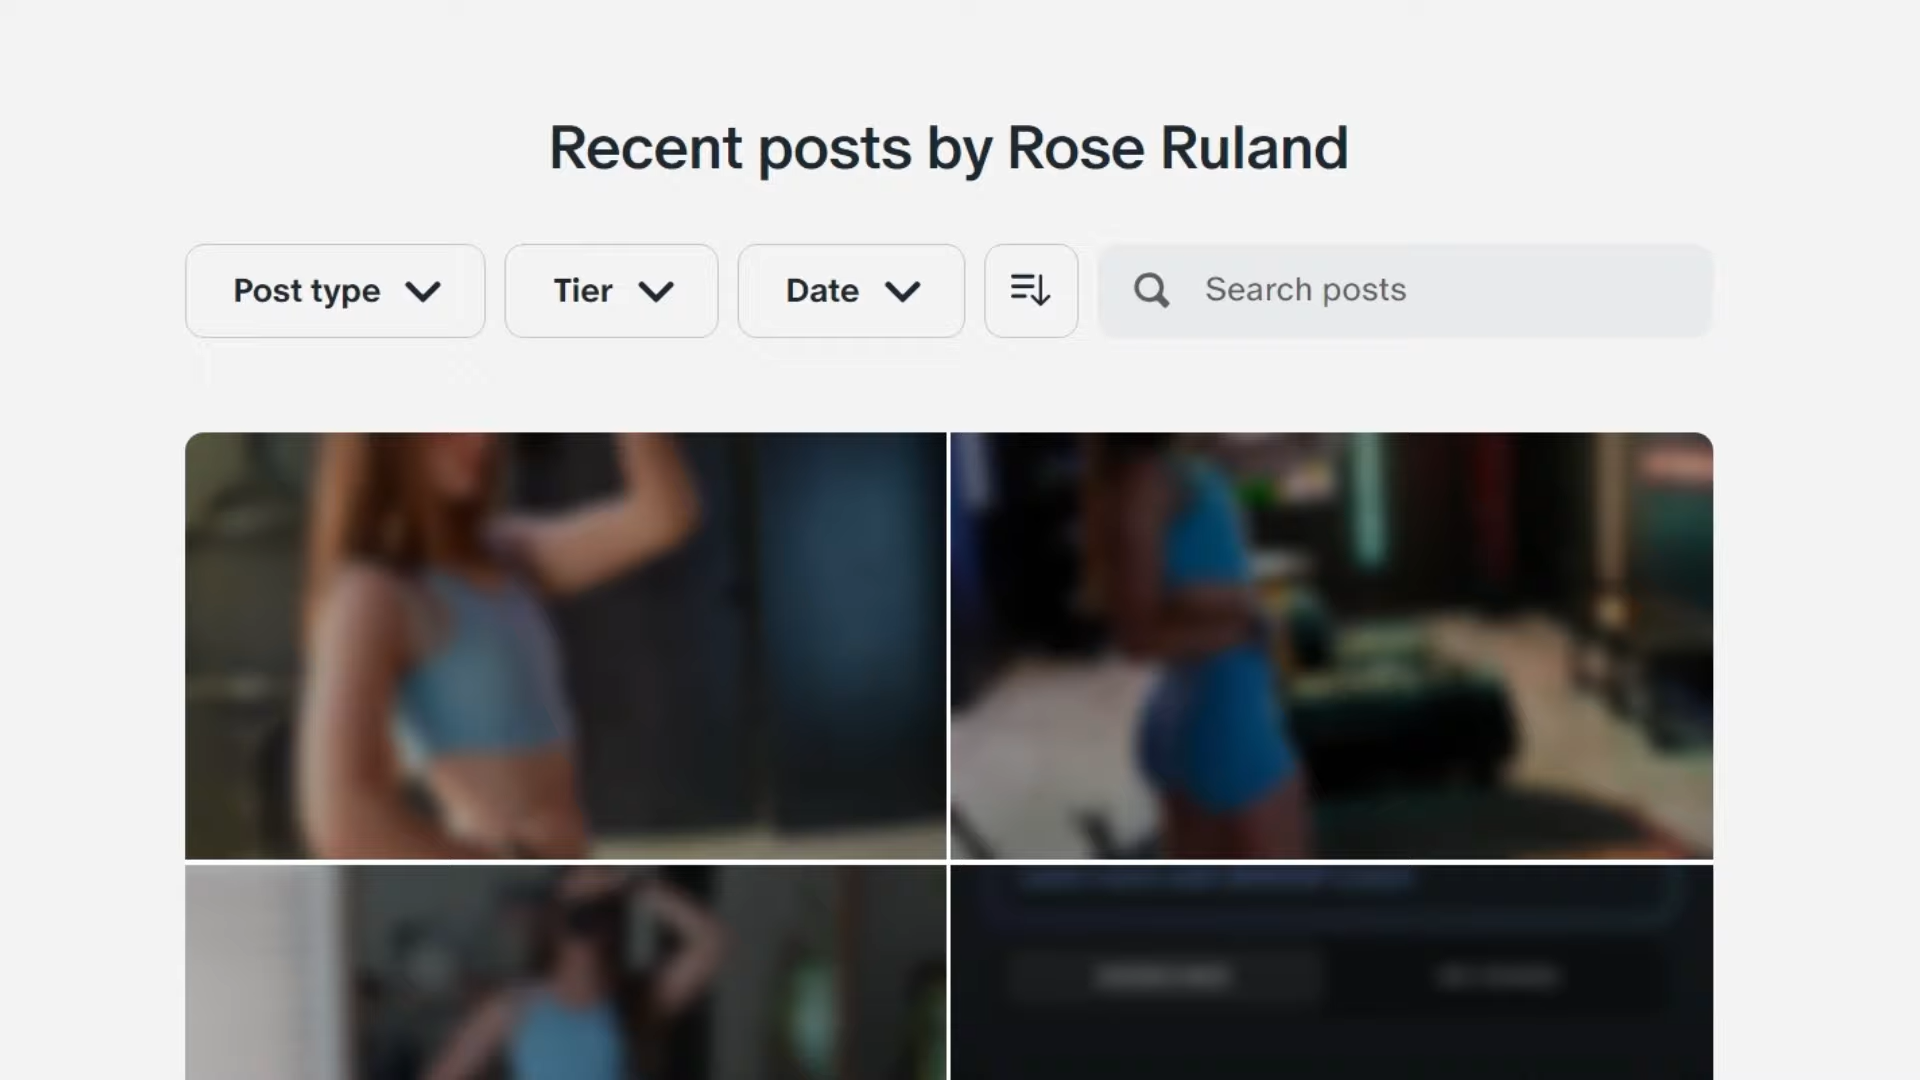 Recent posts by Rose Ruland
Post type
Tier
Date
Search posts